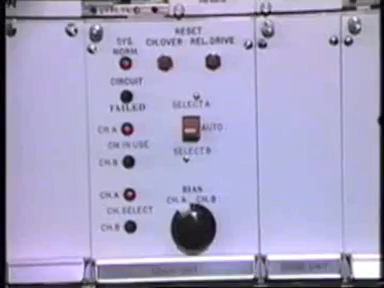 RESET
SYS. NORM.
CH.OVER REL.DRIVE
CIRCUIT
FAILED
SELECT A
CH.A
AUTO
CH IN USE
SELECT B
CH.B
CH.A
BEAN
CH.A CH.B
CH.SELECT
CH.B